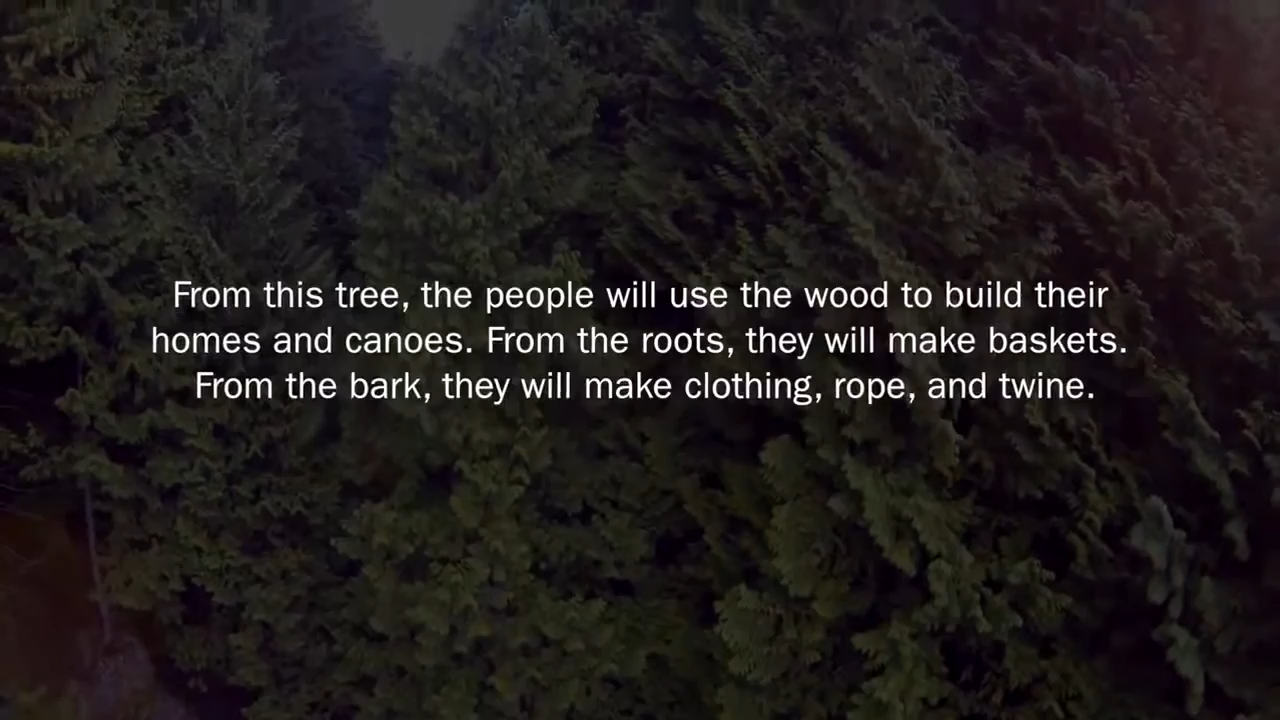 From this tree, the people will use the wood to build their
homes and canoes. From the roots, they will make baskets.
From the bark, they will make clothing, rope, and twine.